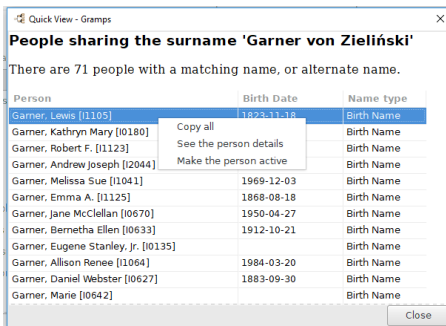 Quick View - Gramps
People sharing the surname 'Garner von Zieliński'
There are 71 people with a matching name, or alternate name.
Person Birth Date Name type
Garner, Lewis [I1105] 1823-11-18 Birth Name
Garner, Kathryn Mary [I0180] Birth Name
Copy all
Garner, Robert F. [I1123] Birth Name
See the person details
Garner, Andrew Joseph [I2044] Birth Name
Make the person active
Garner, Melissa Sue [I1041] 1969-12-03 Birth Name
Garner, Emma A. [I1125] 1868-08-18 Birth Name
Garner, Jane McClellan [I0670] 1950-04-27 Birth Name
Garner, Bernetha Ellen [I0633] 1912-10-21 Birth Name
Garner, Eugene Stanley, Jr. [I0135] Birth Name
Garner, Allison Renee [I1064] 1984-03-20 Birth Name
Garner, Daniel Webster [I0627] 1883-09-30 Birth Name
Garner, Marie [I0642] Birth Name
Close